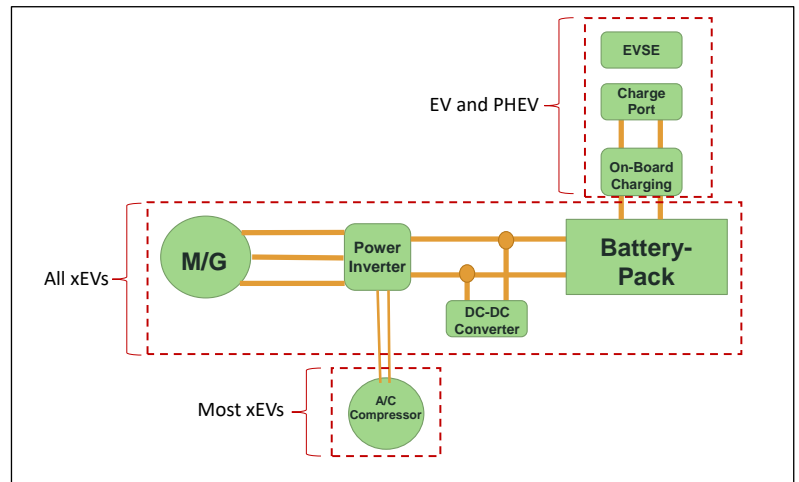 EVSE
EV and PHEV
Charge
Port
On-Board
Charging
All xEVs
M/G
Power
Inverter
DC-DC
Converter
Battery-
Pack
Most xEVs
A/C
Compressor